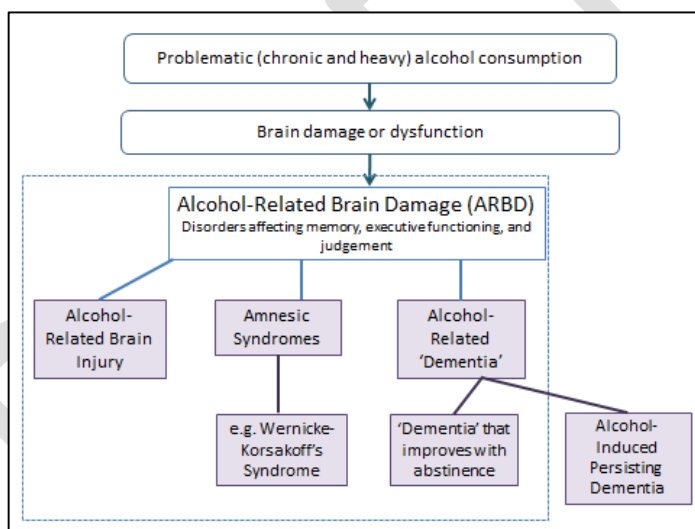 Problematic (chronic and heavy) alcohol consumption
Brain damage or dysfunction
Alcohol-Related Brain Damage (ARBD)
Disorders affecting memory, executive functioning, and
judgement
Alcohol-
Related Brain
Injury
Amnesic
Syndromes
Alcohol-
Related
‘Dementia’
e.g. Wernicke-
Korsakoff’s
Syndrome
‘Dementia’ that
improves with
abstinence
Alcohol-
Induced
Persisting
Dementia